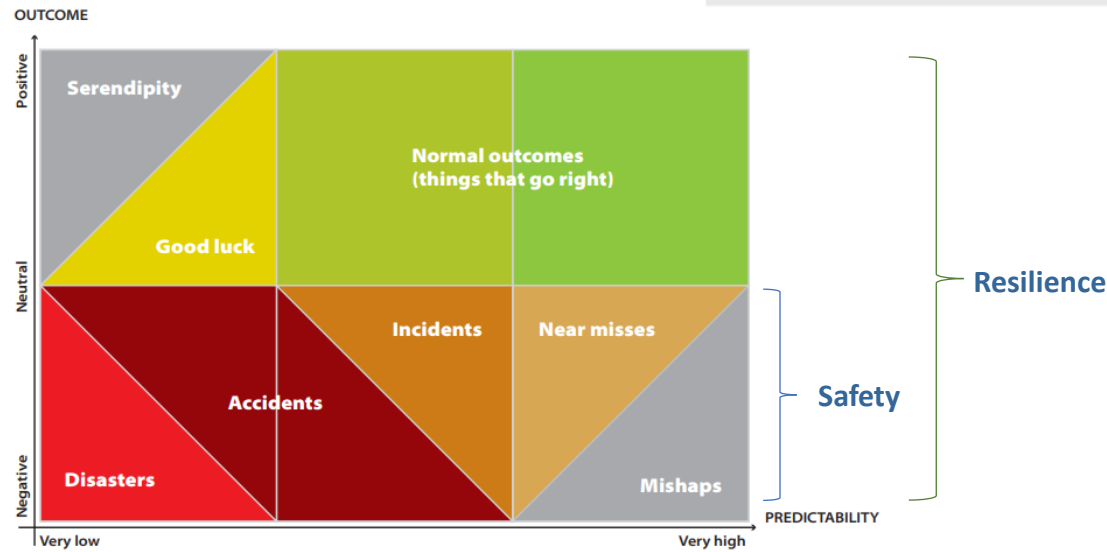 OUTCOME
Positive
Serendipity
Normal outcomes
(things that go right)
Good luck
Neutral
Resilience
Incidents
Near misses
Safety
Accidents
Disasters
Mishaps
Negative
PREDICTABILITY
Very low
Very high